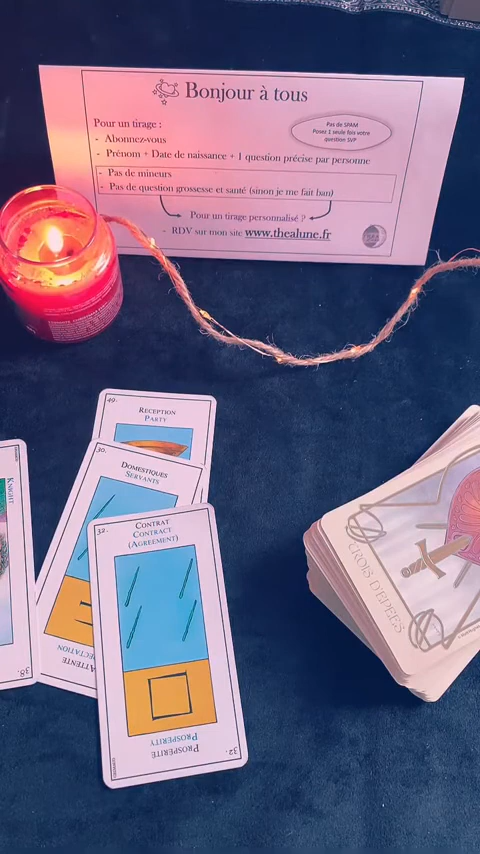 Bonjour à tous
Pour un tirage :
- Abonnez-vous
- Prénom + Date de naissance + 1 question précise par personne
- Pas de mineurs
- Pas de question grossesse et santé (sinon je me fait ban)
Pas de SPAM
Posez 1 seule fois votre
question SVP
Pour un tirage personnalisé ?
- RDV sur mon site www.thealune.fr
49.
RECEPTION
PARTY
30.
DOMESTIQUES
SERVANTS
ATTENTE
32.
CONTRAT
CONTRACT
(AGREEMENT)
PROSPERITÉ
PROSPERITY
32.
KNIGHT
38.
TROIS D'EPEES